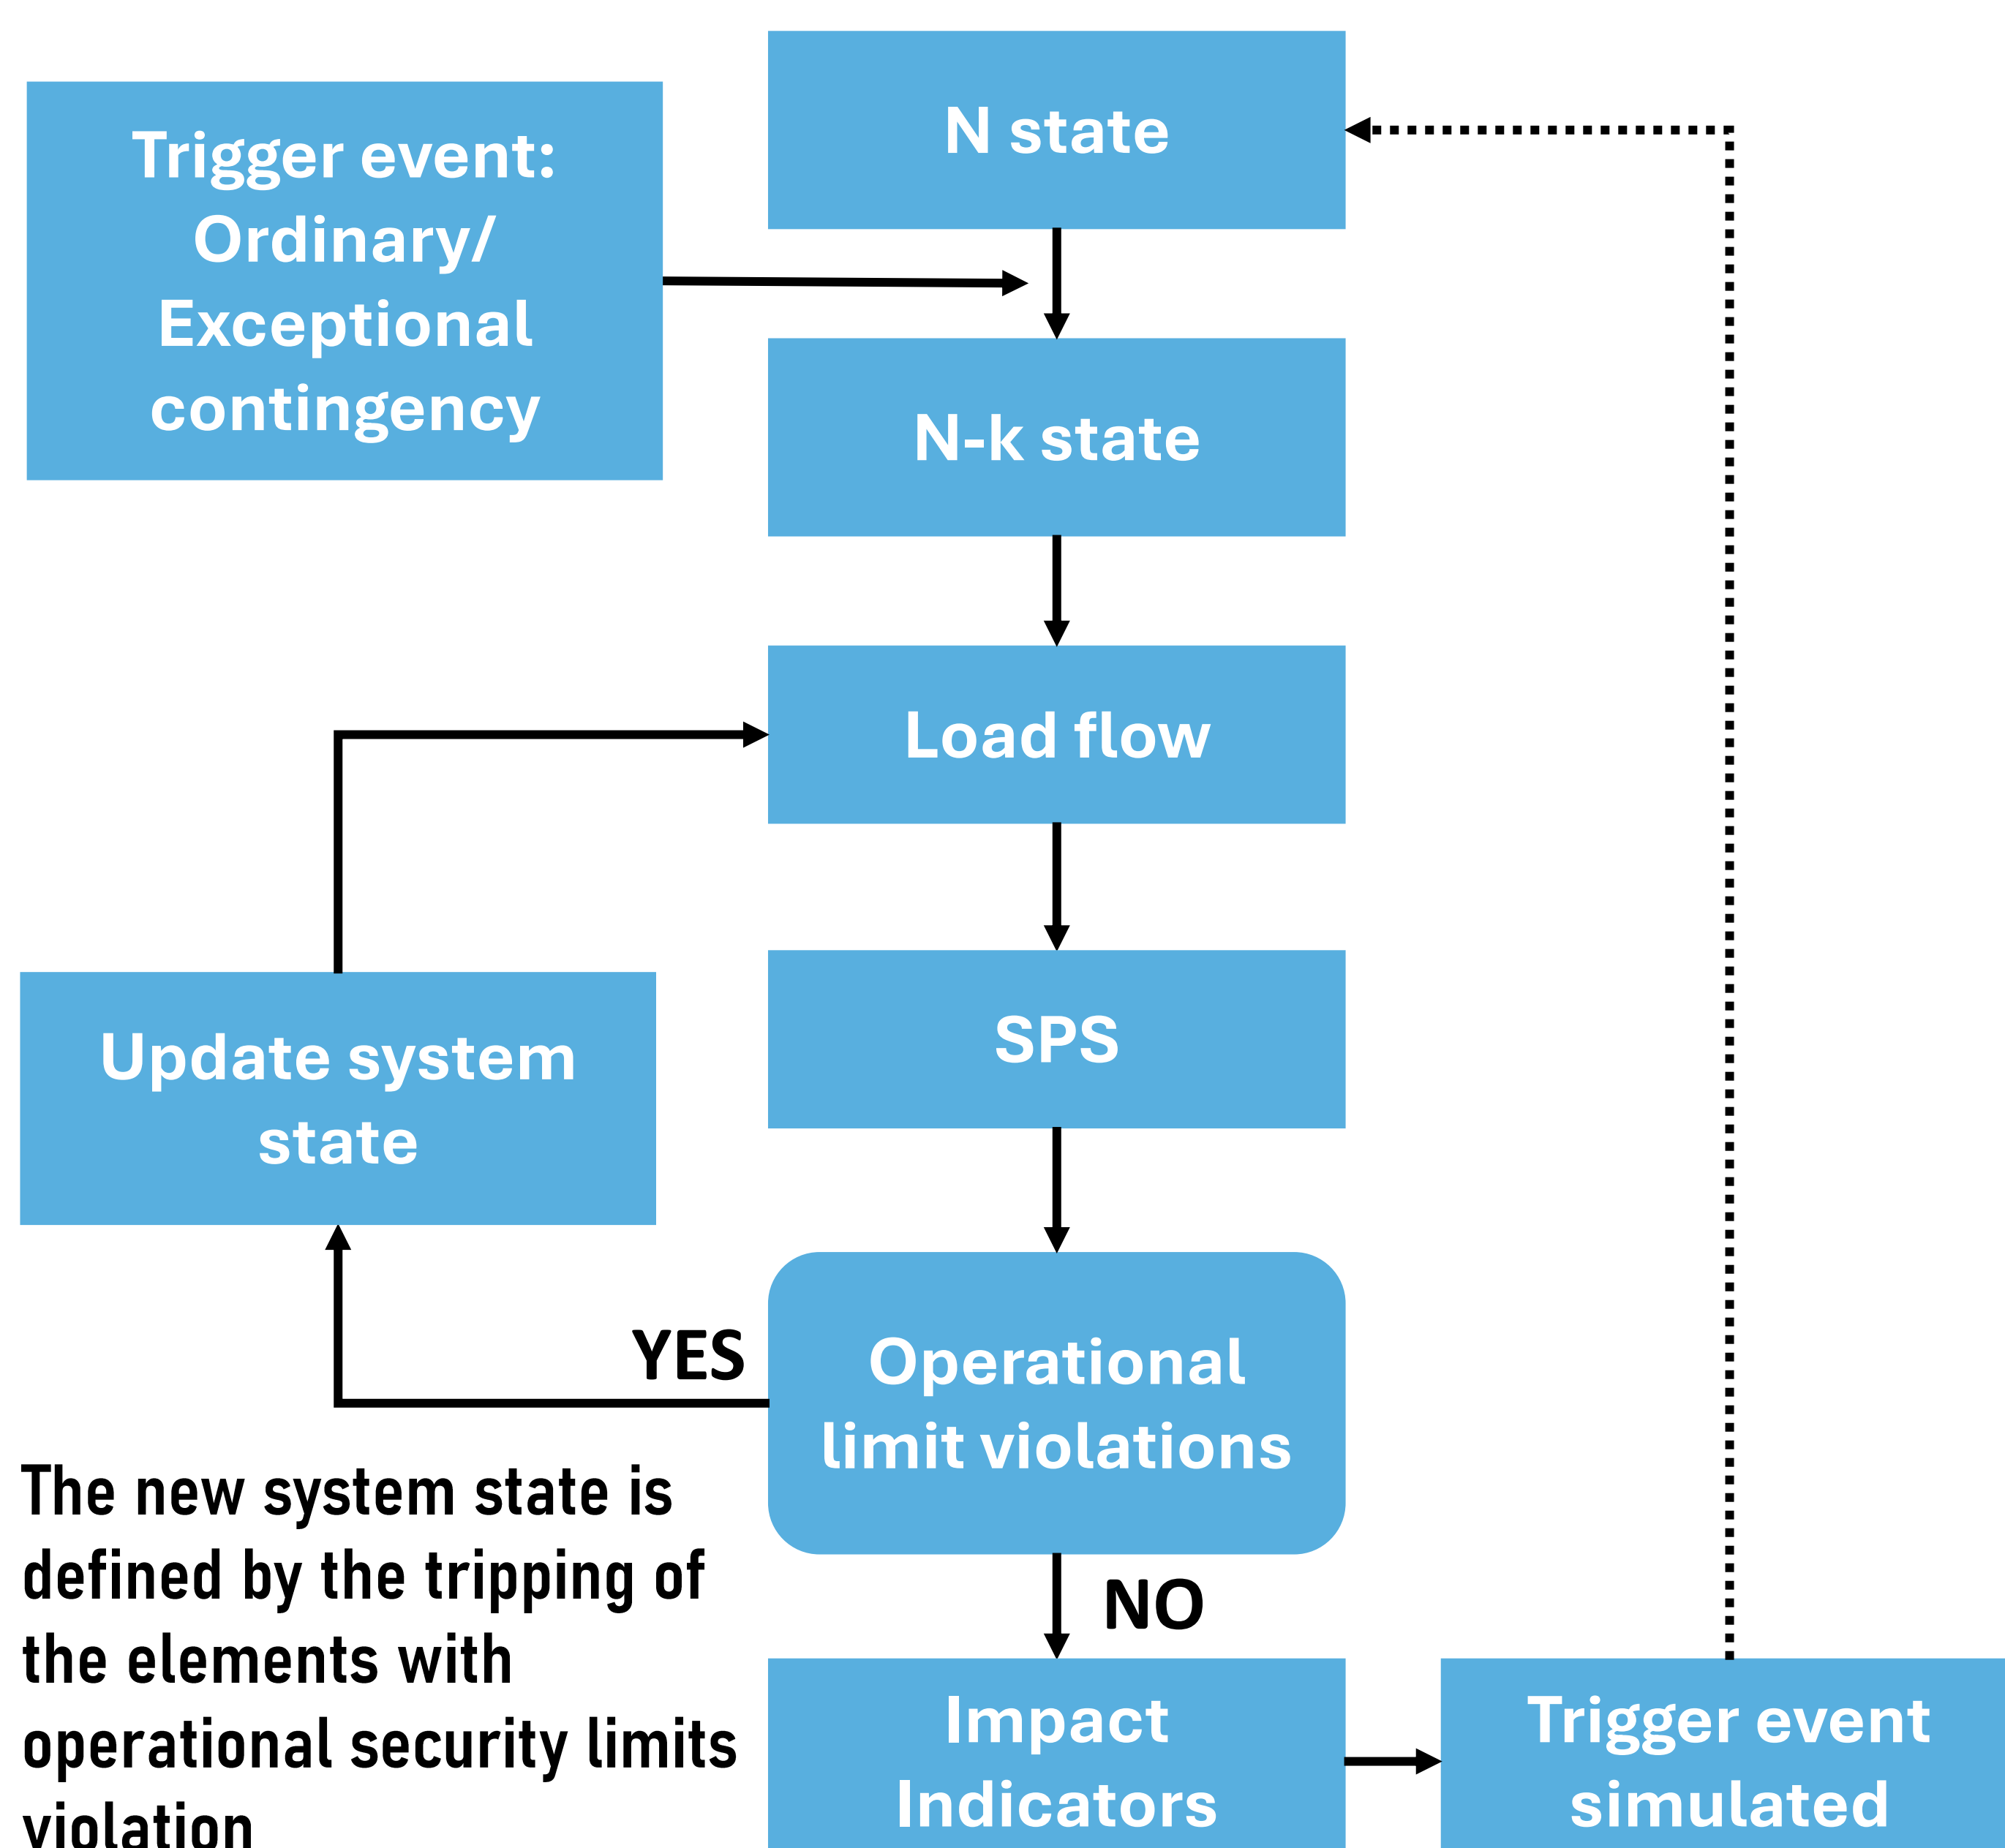 N state
Trigger event:
Ordinary/
Exceptional
contingency
N-k state
Load flow
SPS
Update system
state
YES
Operational
limit violations
The new system state is
defined by the tripping of
the elements with
operational security limits
violation
NO
Impact
Indicators
Trigger event
simulated